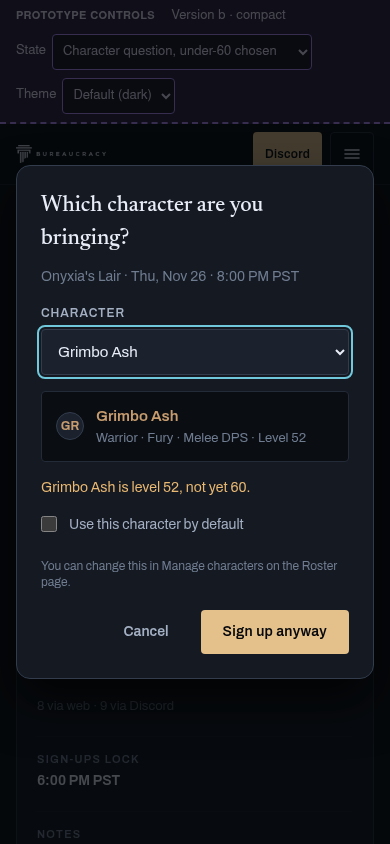 PROTOTYPE CONTROLS Version b · compact
State Character question, under-60 chosen
Theme Default (dark)
BUREAUCRACY Discord
Which character are you
bringing?
Onyxia's Lair · Thu, Nov 26 · 8:00 PM PST
CHARACTER
Grimbo Ash
GR Grimbo Ash
Warrior · Fury · Melee DPS · Level 52
Grimbo Ash is level 52, not yet 60.
Use this character by default
You can change this in Manage characters on the Roster
page.
Cancel Sign up anyway
8 via web · 9 via Discord
SIGN-UPS LOCK
6:00 PM PST
NOTES